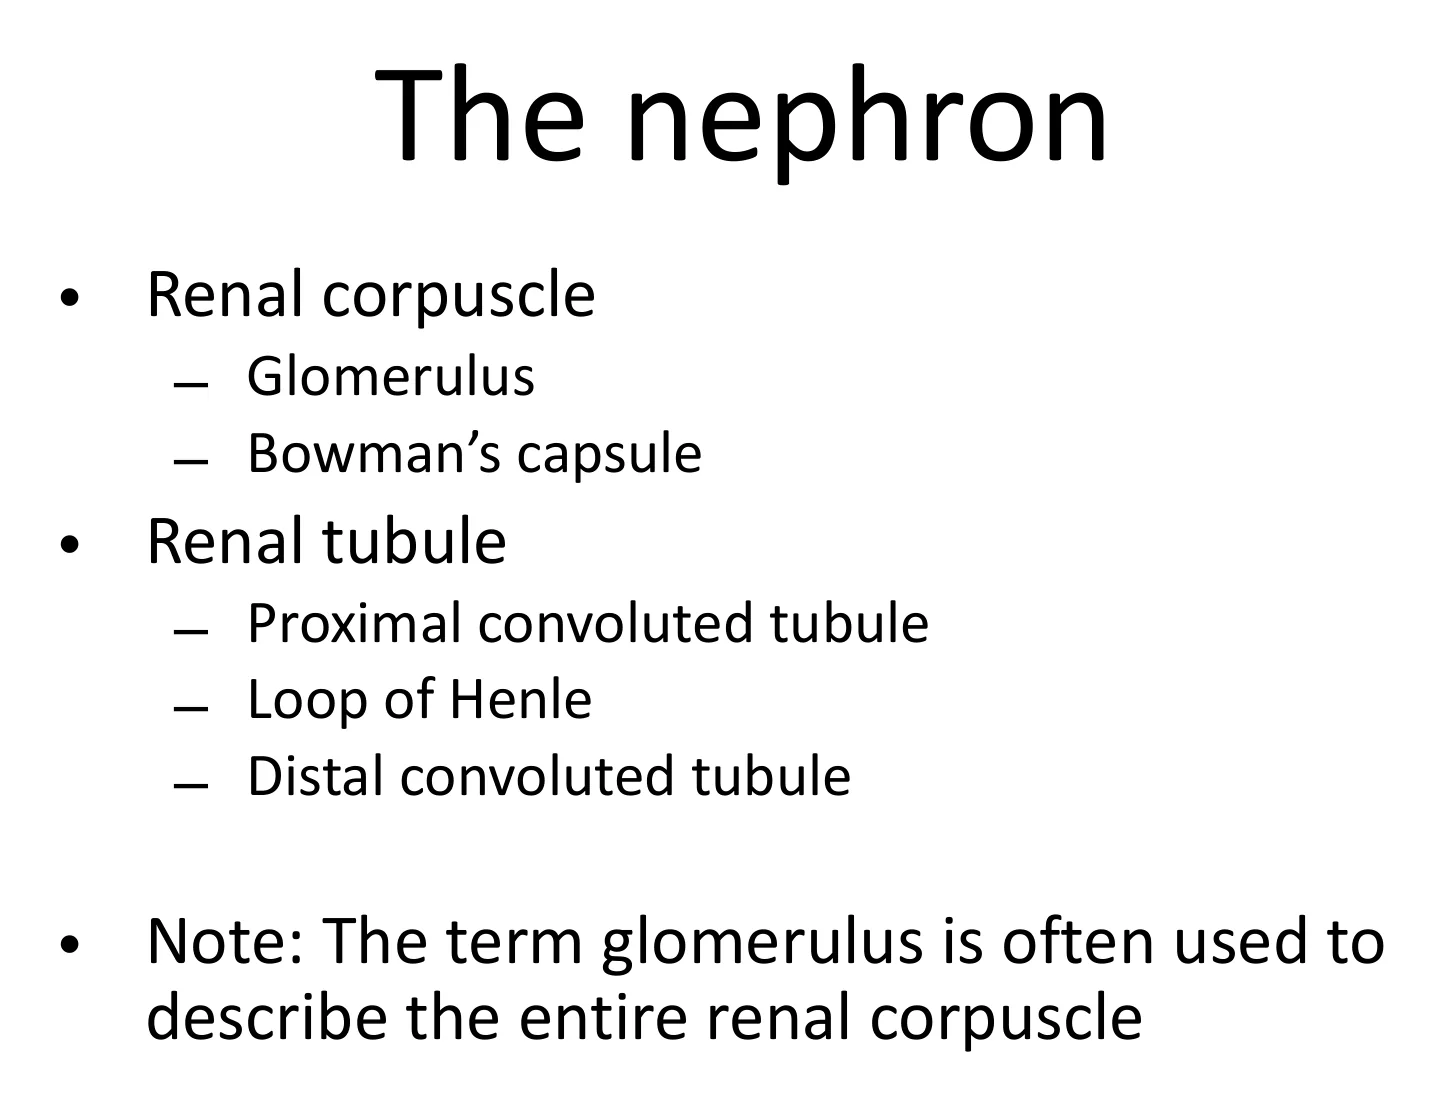 The nephron
• Renal corpuscle
– Glomerulus
– Bowman’s capsule
• Renal tubule
– Proximal convoluted tubule
– Loop of Henle
– Distal convoluted tubule
• Note: The term glomerulus is often used to
describe the entire renal corpuscle